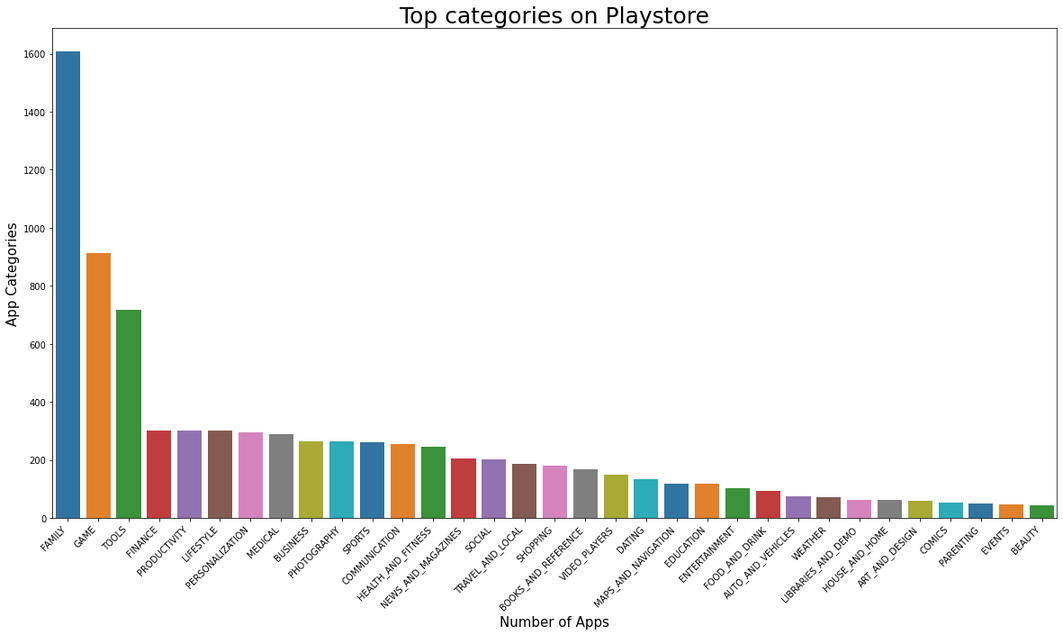 Top categories on Playstore
App Categories
1600
1400
1200
1000
800
600
400
200
0
FAMILY
GAME
TOOLS
FINANCE
PRODUCTIVITY
LIFESTYLE
PERSONALIZATION
MEDICAL
BUSINESS
PHOTOGRAPHY
SPORTS
COMMUNICATION
HEALTH_AND_FITNESS
NEWS_AND_MAGAZINES
SOCIAL
TRAVEL_AND_LOCAL
SHOPPING
BOOKS_AND_REFERENCE
VIDEO_PLAYERS
DATING
MAPS_AND_NAVIGATION
EDUCATION
ENTERTAINMENT
FOOD_AND_DRINK
AUTO_AND_VEHICLES
WEATHER
LIBRARIES_AND_DEMO
HOUSE_AND_HOME
ART_AND_DESIGN
COMICS
PARENTING
EVENTS
BEAUTY
Number of Apps